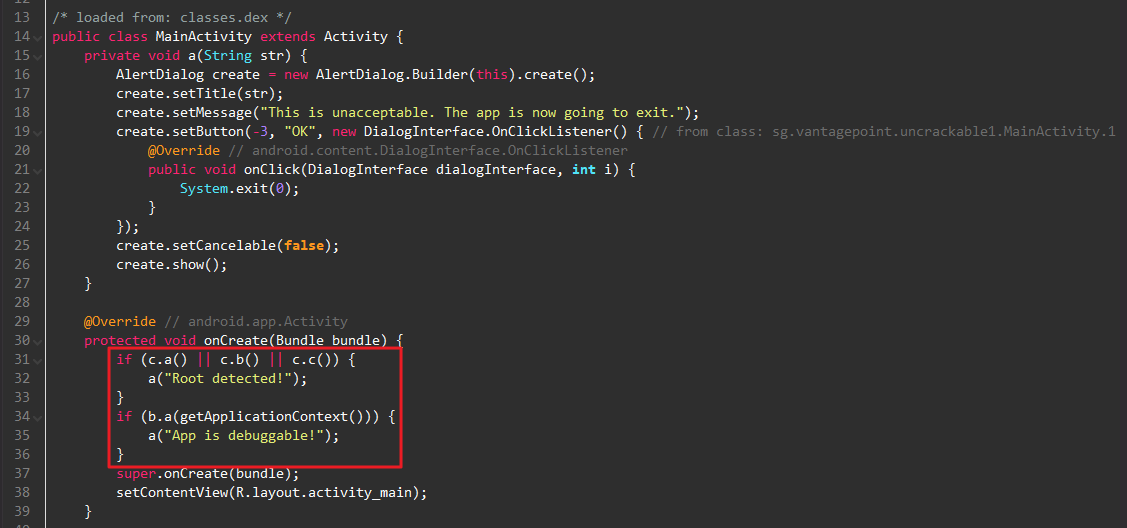 13 /* loaded from: classes.dex */
14 public class MainActivity extends Activity {
15     private void a(String str) {
16         AlertDialog create = new AlertDialog.Builder(this).create();
17         create.setTitle(str);
18         create.setMessage("This is unacceptable. The app is now going to exit.");
19         create.setButton(-3, "OK", new DialogInterface.OnClickListener() { // from class: sg.vantagepoint.uncrackable1.MainActivity.1
20             @Override // android.content.DialogInterface.OnClickListener
21             public void onClick(DialogInterface dialogInterface, int i) {
22                 System.exit(0);
23             }
24         });
25         create.setCancelable(false);
26         create.show();
27     }
28
29     @Override // android.app.Activity
30     protected void onCreate(Bundle bundle) {
31         if (c.a() || c.b() || c.c()) {
32             a("Root detected!");
33         }
34         if (b.a(getApplicationContext())) {
35             a("App is debuggable!");
36         }
37         super.onCreate(bundle);
38         setContentView(R.layout.activity_main);
39     }